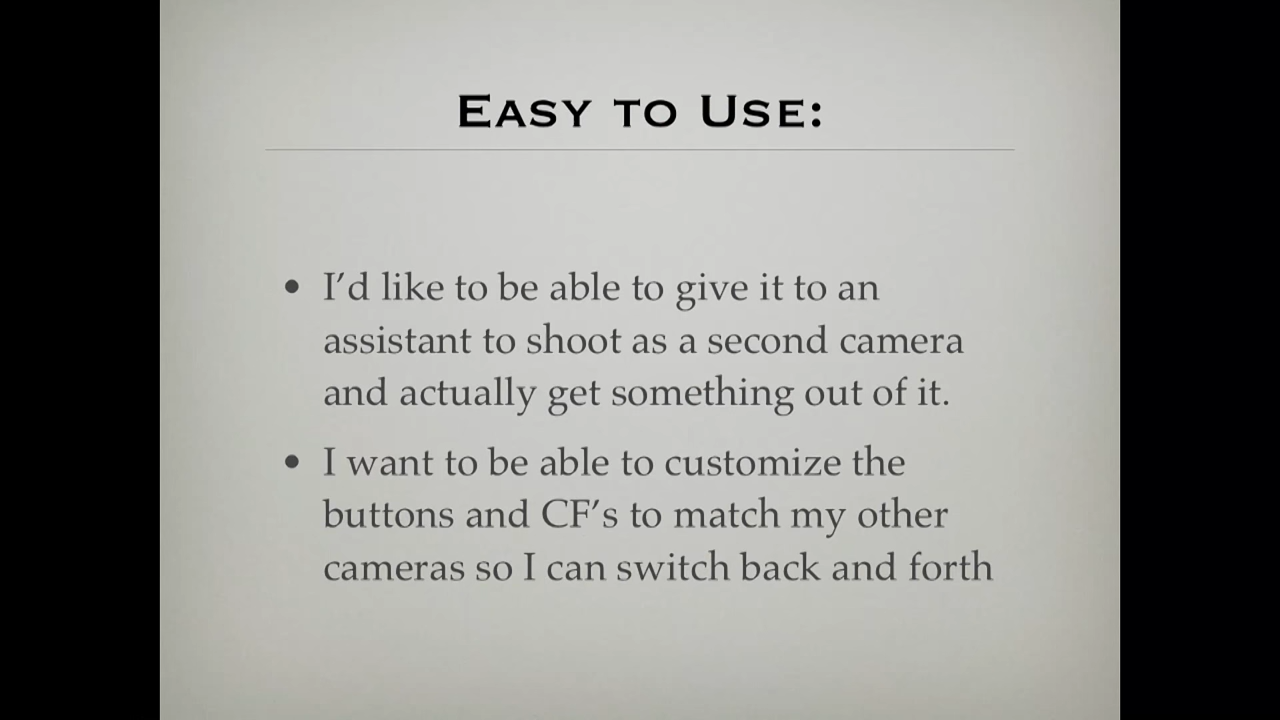 Easy to Use:
• I’d like to be able to give it to an
assistant to shoot as a second camera
and actually get something out of it.
• I want to be able to customize the
buttons and CF’s to match my other
cameras so I can switch back and forth